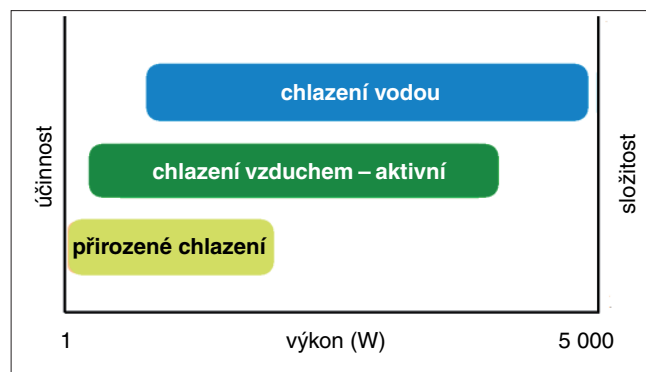 chlazení vodou
účinnost
chlazení vzduchem – aktivní
složitost
přirozené chlazení
1
výkon (W)
5 000